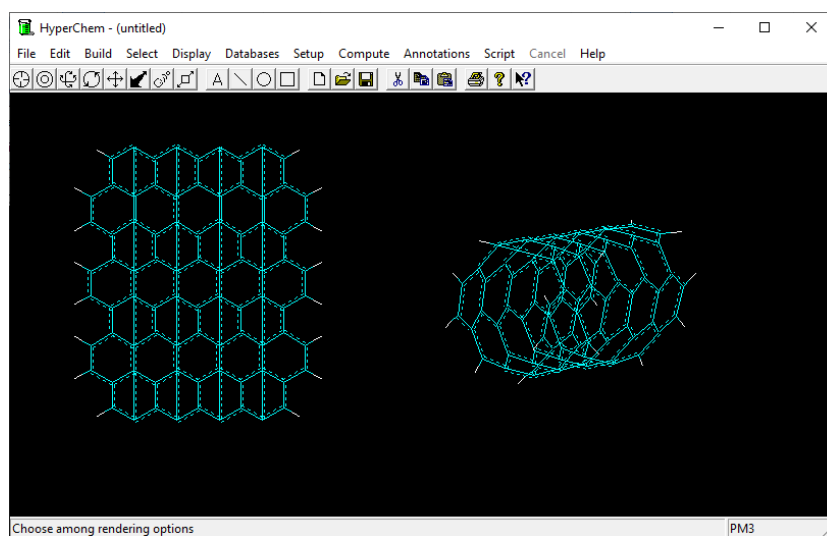 HyperChem - (untitled)
File Edit Build Select Display Databases Setup Compute Annotations Script Cancel Help
A
Choose among rendering options PM3